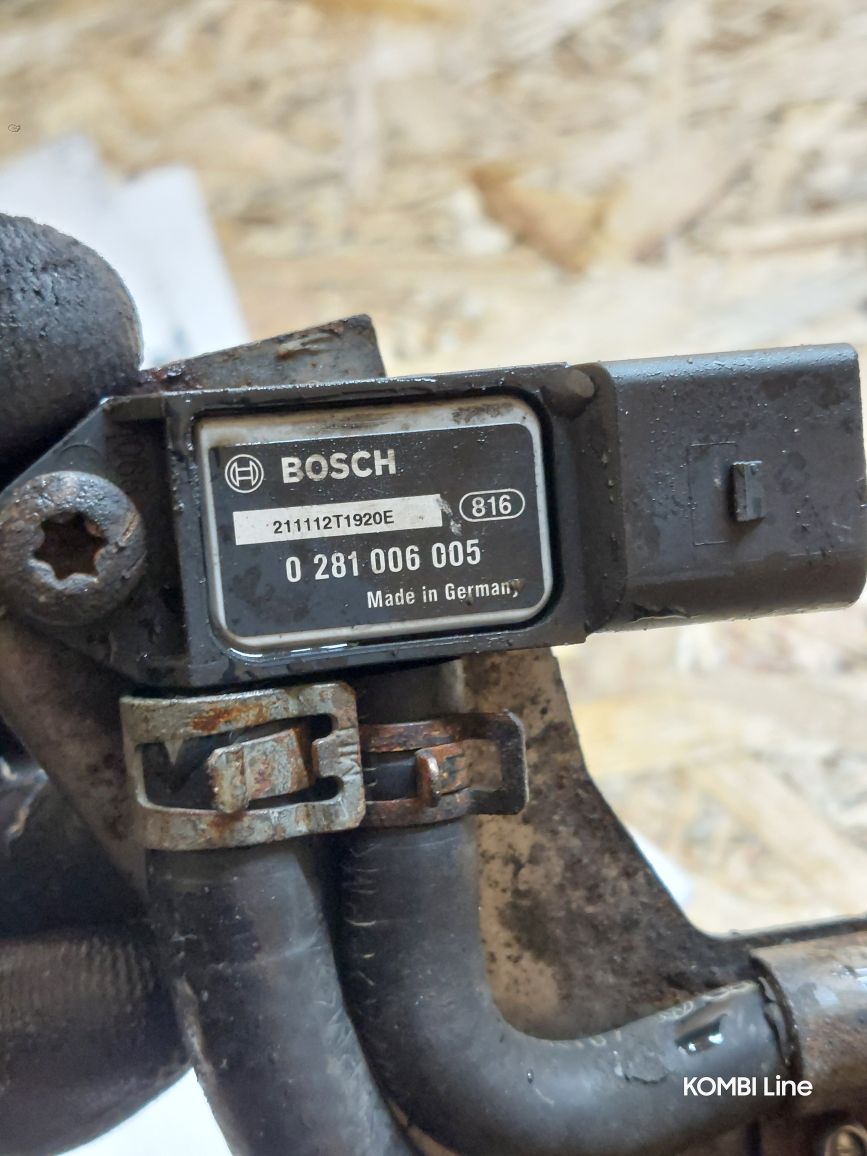 BOSCH
211112T1920E
816
0 281 006 005
Made in Germany
KOMBI Line